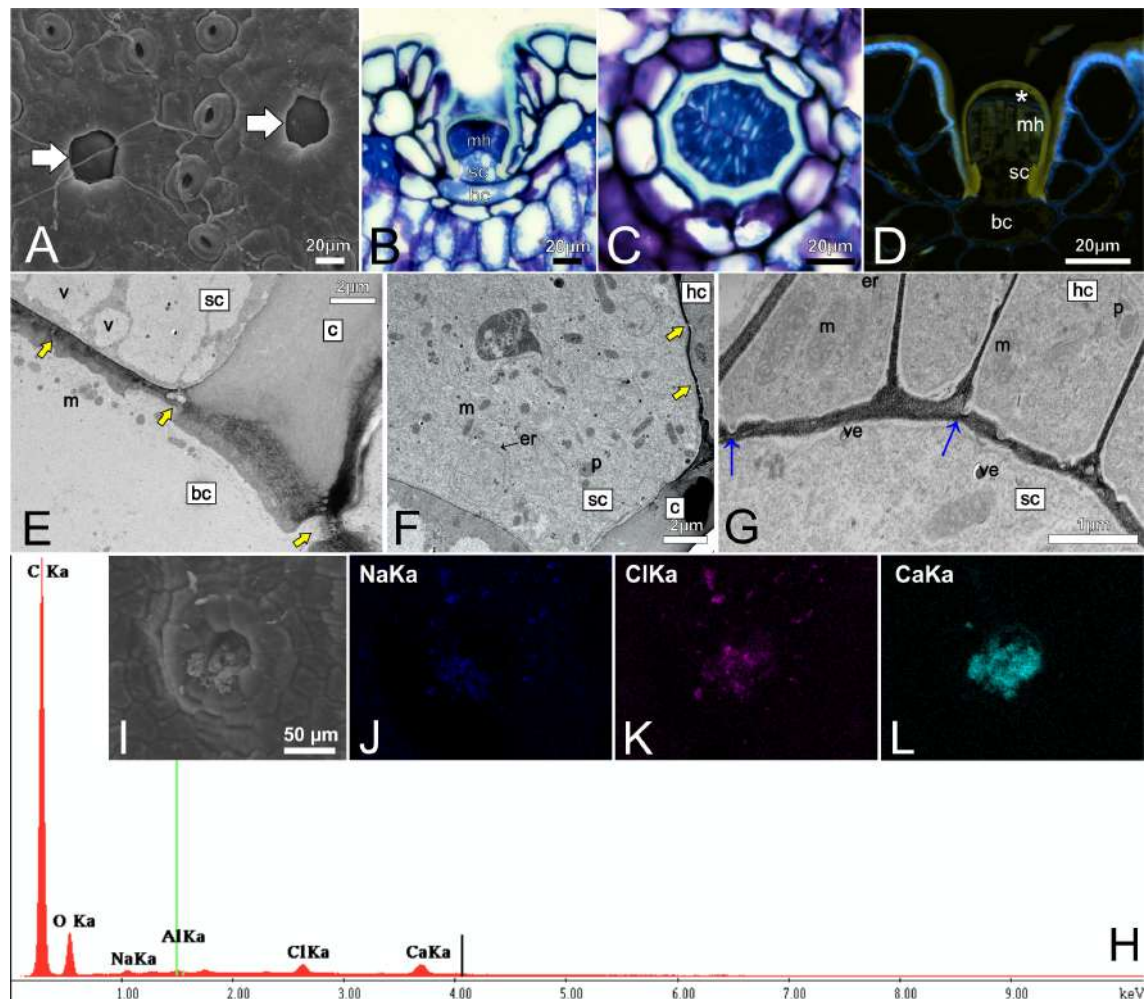 A
20µm
B
mh
sc
bc
20µm
C
20µm
D
*
mh
sc
bc
20µm
E
v
sc
v
2µm
c
m
bc
F
hc
m
er
p
sc
c
2µm
G
er
hc
m
m
p
ve
ve
sc
1µm
C Ka
O Ka
NaKa
AlKa
ClKa
CaKa
H
I
50 µm
NaKa
J
ClKa
K
CaKa
L
1.00 2.00 3.00 4.00 5.00 6.00 7.00 8.00 9.00 keV